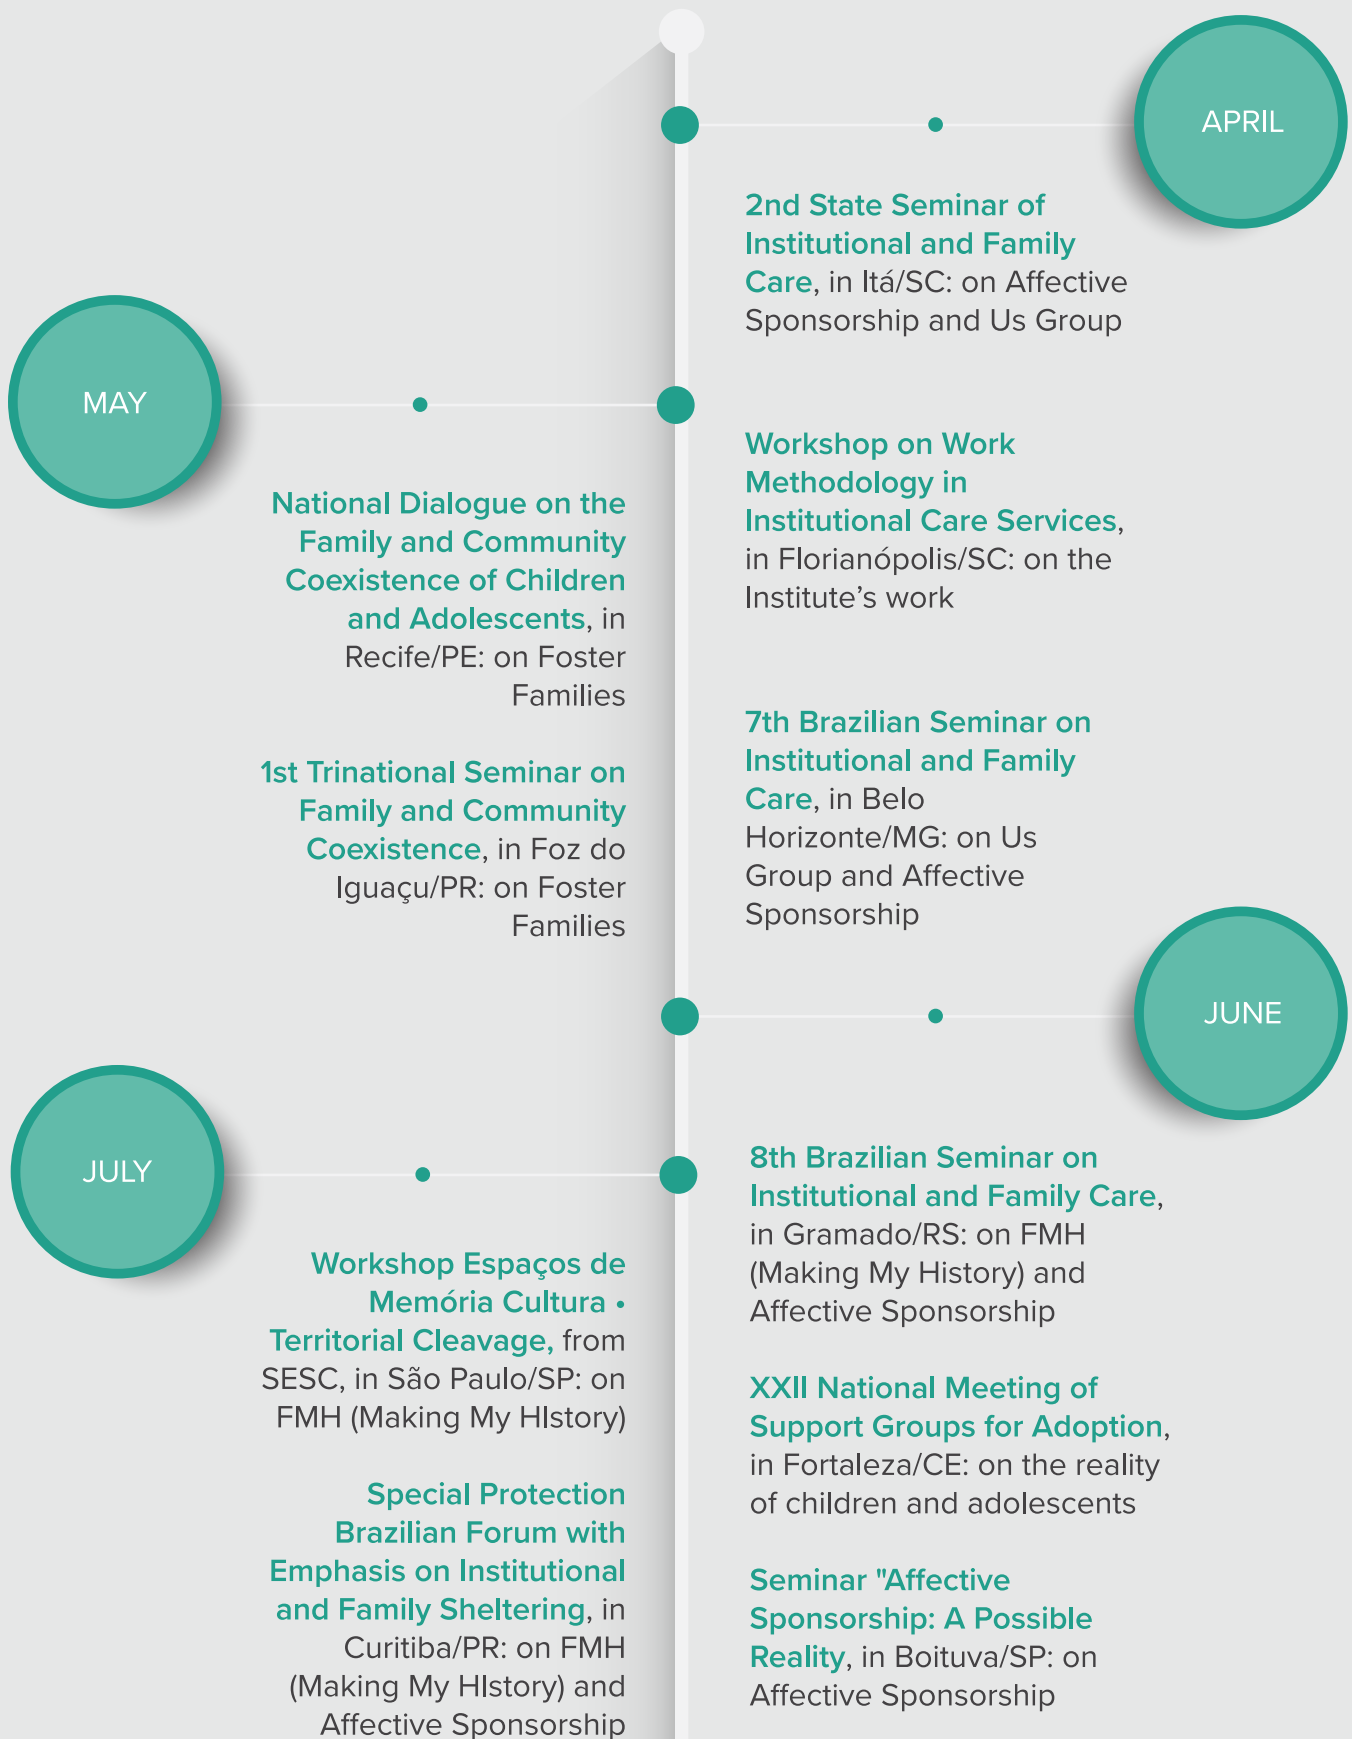 APRIL
2nd State Seminar of
Institutional and Family
Care, in Itá/SC: on Affective
Sponsorship and Us Group
Workshop on Work
Methodology in
Institutional Care Services,
in Florianópolis/SC: on the
Institute’s work
7th Brazilian Seminar on
Institutional and Family
Care, in Belo
Horizonte/MG: on Us
Group and Affective
Sponsorship
MAY
National Dialogue on the
Family and Community
Coexistence of Children
and Adolescents, in
Recife/PE: on Foster
Families
1st Trinational Seminar on
Family and Community
Coexistence, in Foz do
Iguaçu/PR: on Foster
Families
JUNE
8th Brazilian Seminar on
Institutional and Family Care,
in Gramado/RS: on FMH
(Making My History) and
Affective Sponsorship
XXII National Meeting of
Support Groups for Adoption,
in Fortaleza/CE: on the reality
of children and adolescents
Seminar "Affective
Sponsorship: A Possible
Reality, in Boituva/SP: on
Affective Sponsorship
JULY
Workshop Espaços de
Memória Cultura •
Territorial Cleavage, from
SESC, in São Paulo/SP: on
FMH (Making My HIstory)
Special Protection
Brazilian Forum with
Emphasis on Institutional
and Family Sheltering, in
Curitiba/PR: on FMH
(Making My HIstory) and
Affective Sponsorship